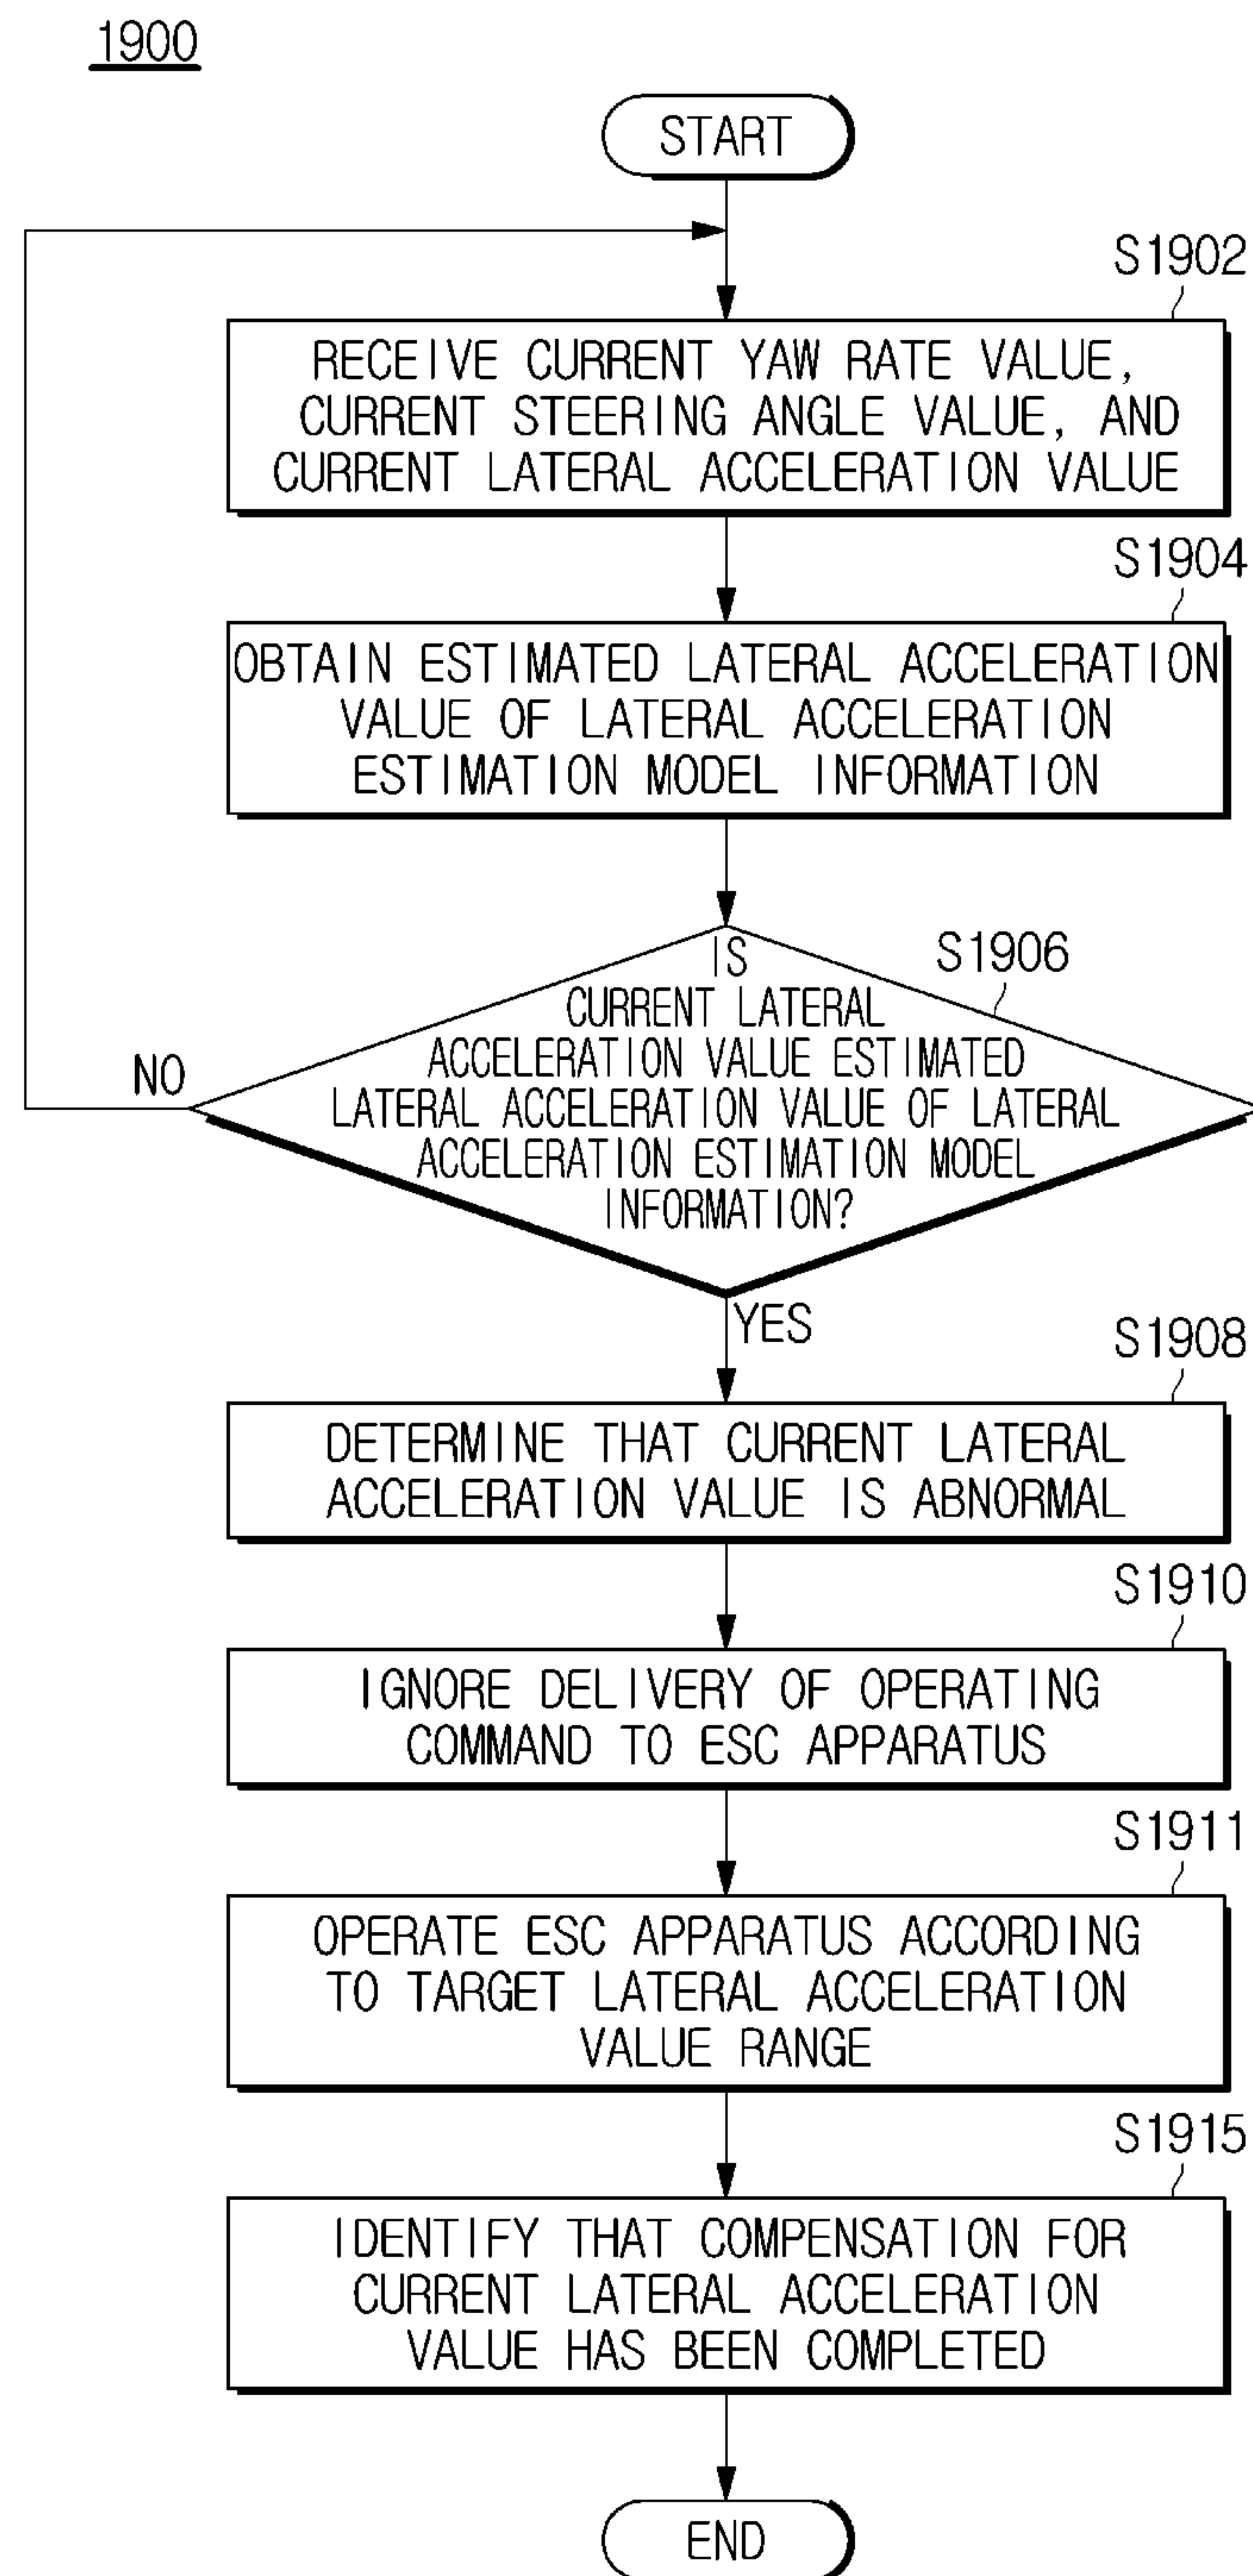 1900
START
S1902
RECEIVE CURRENT YAW RATE VALUE,
CURRENT STEERING ANGLE VALUE, AND
CURRENT LATERAL ACCELERATION VALUE
S1904
OBTAIN ESTIMATED LATERAL ACCELERATION
VALUE OF LATERAL ACCELERATION
ESTIMATION MODEL INFORMATION
S1906
IS
CURRENT LATERAL
ACCELERATION VALUE ESTIMATED
LATERAL ACCELERATION VALUE OF LATERAL
ACCELERATION ESTIMATION MODEL
INFORMATION?
NO
YES
S1908
DETERMINE THAT CURRENT LATERAL
ACCELERATION VALUE IS ABNORMAL
S1910
IGNORE DELIVERY OF OPERATING
COMMAND TO ESC APPARATUS
S1911
OPERATE ESC APPARATUS ACCORDING
TO TARGET LATERAL ACCELERATION
VALUE RANGE
S1915
IDENTIFY THAT COMPENSATION FOR
CURRENT LATERAL ACCELERATION
VALUE HAS BEEN COMPLETED
END